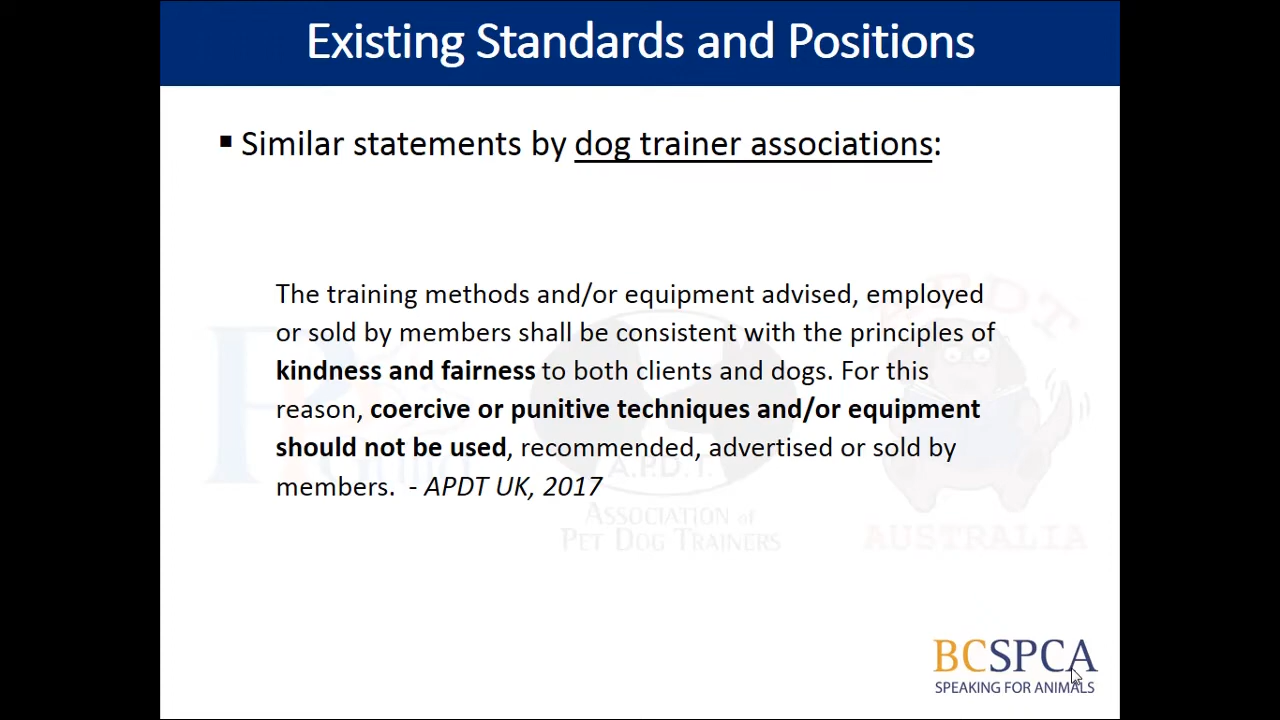 Existing Standards and Positions
▪ Similar statements by dog trainer associations:
The training methods and/or equipment advised, employed
or sold by members shall be consistent with the principles of
kindness and fairness to both clients and dogs. For this
reason, coercive or punitive techniques and/or equipment
should not be used, recommended, advertised or sold by
members. - APDT UK, 2017
A.P.D.T.
ASSOCIATION of
PET DOG TRAINERS
APDT
AUSTRALIA
BCSPCA
SPEAKING FOR ANIMALS